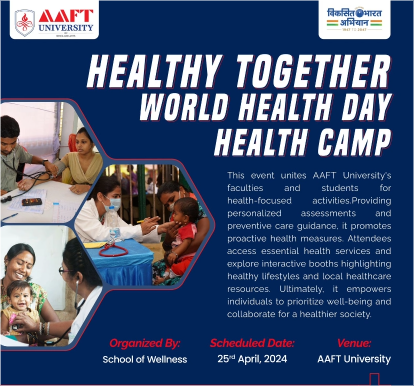 AAFT
UNIVERSITY
विकसित भारत
अभियान
HEALTHY TOGETHER
WORLD HEALTH DAY
HEALTH CAMP
This event unites AAFT University's
faculties and students for
health-focused activities.Providing
personalized assessments and
preventive care guidance, it promotes
proactive health measures. Attendees
access essential health services and
explore interactive booths highlighting
healthy lifestyles and local healthcare
resources. Ultimately, it empowers
individuals to prioritize well-being and
collaborate for a healthier society.
Organized By: Scheduled Date: Venue:
School of Wellness 25rd April, 2024 AAFT University